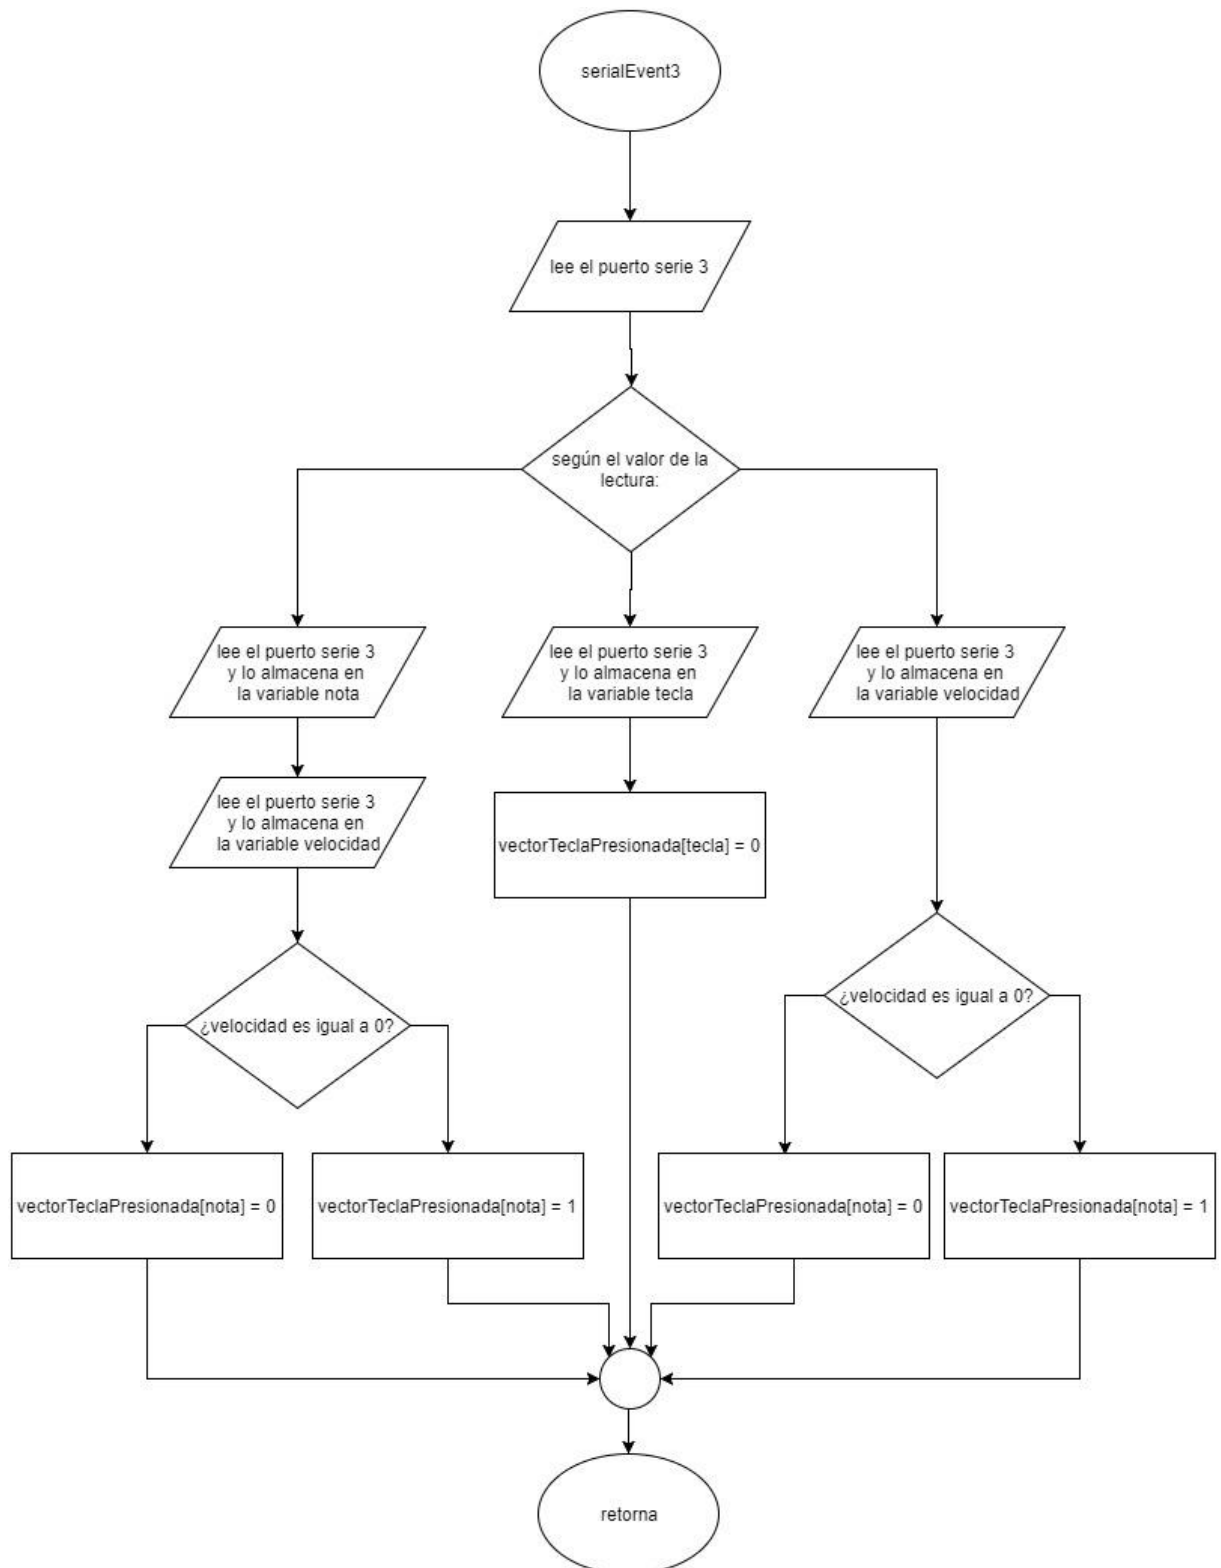 serialEvent3
lee el puerto serie 3
según el valor de la
lectura:
lee el puerto serie 3
y lo almacena en
la variable nota
lee el puerto serie 3
y lo almacena en
la variable tecla
lee el puerto serie 3
y lo almacena en
la variable velocidad
lee el puerto serie 3
y lo almacena en
la variable velocidad
vectorTeclaPresionada[tecla] = 0
¿velocidad es igual a 0?
¿velocidad es igual a 0?
vectorTeclaPresionada[nota] = 0
vectorTeclaPresionada[nota] = 1
vectorTeclaPresionada[nota] = 0
vectorTeclaPresionada[nota] = 1
retorna